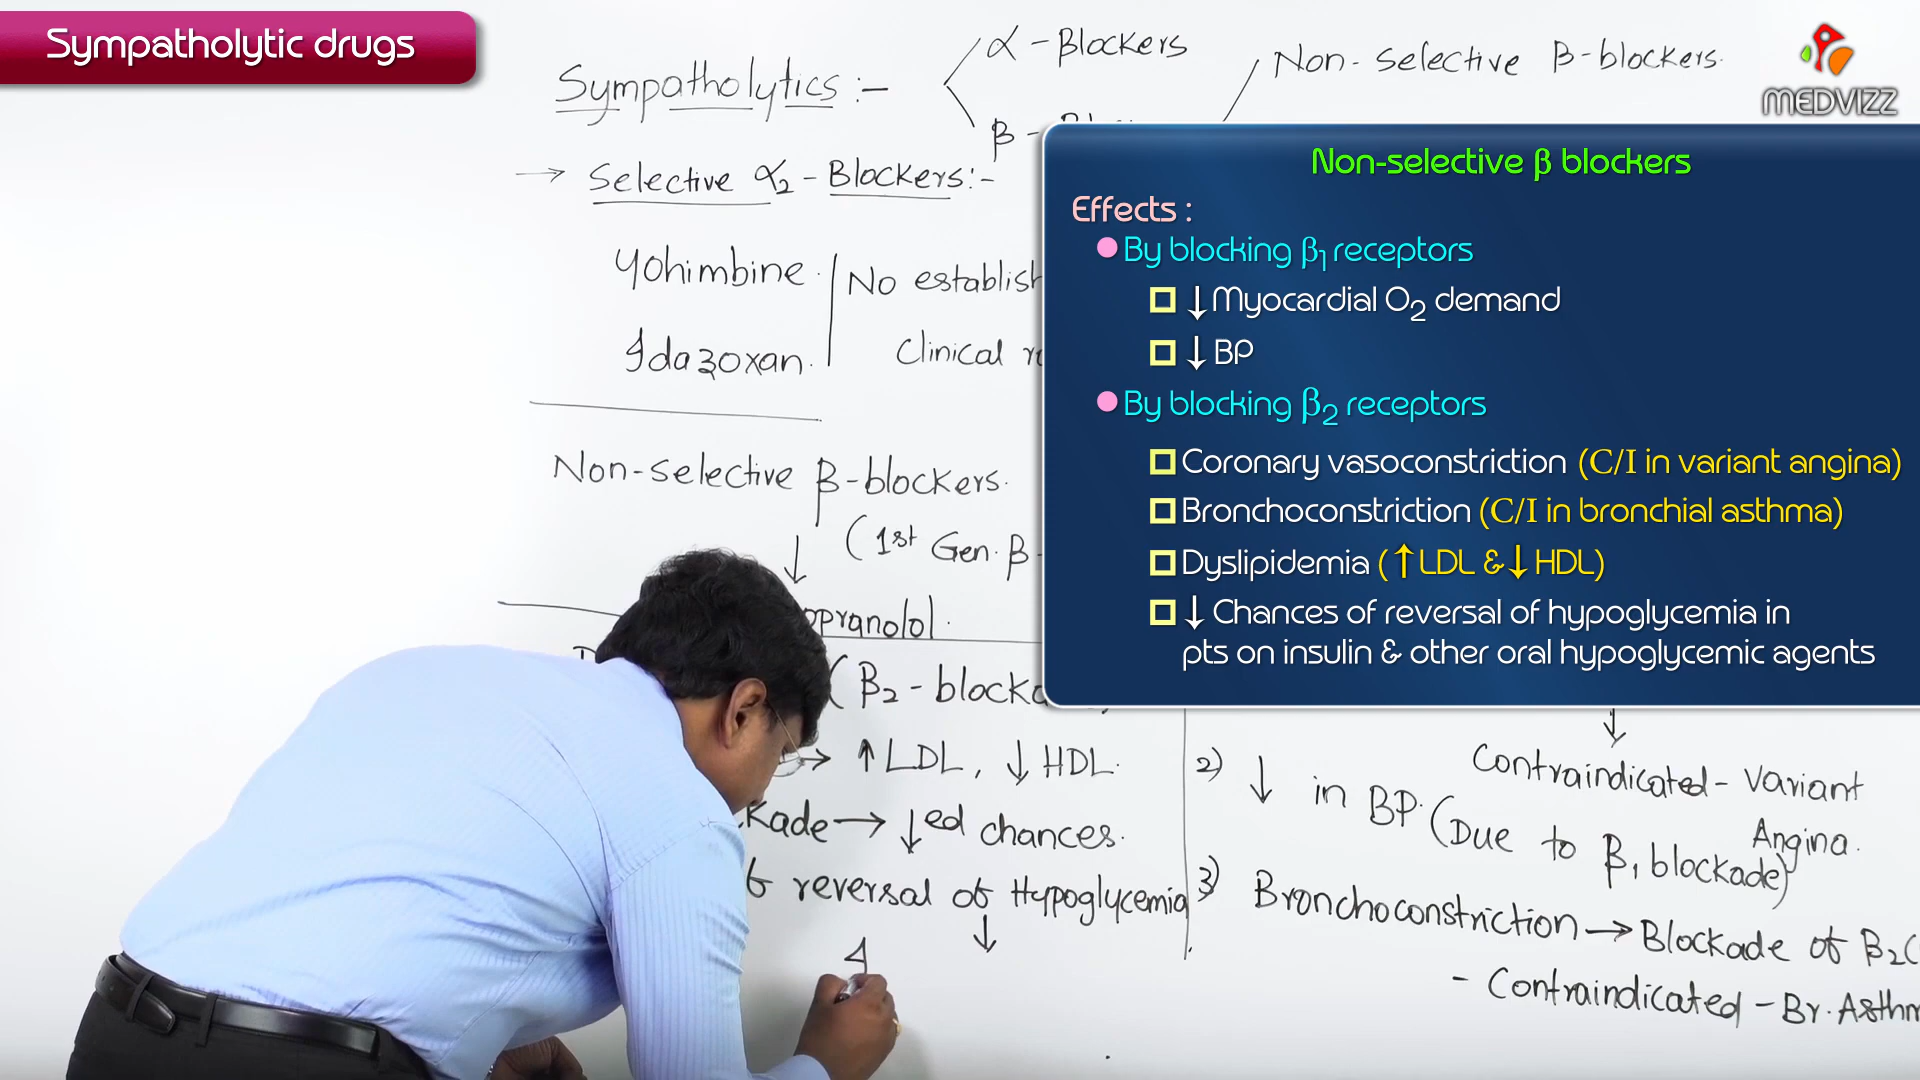 Sympatholytic drugs
MEDVIZZ
Sympatholytics :-
α - Blockers
β -
Non - Selective β-blockers.
→ Selective α2 - Blockers:-
Yohimbine.
Idazoxan.
No establish
Clinical
Non-selective β-blockers.
↓ (1st Gen. β -
opranolol.
(β2 - blocka
→ ↑ LDL, ↓ HDL.
kade → ↓ed chances.
reversal of Hypoglycemia
↓
Non-selective β blockers
Effects :
By blocking β1 receptors
↓ Myocardial O2 demand
↓ BP
By blocking β2 receptors
Coronary vasoconstriction (C/I in variant angina)
Bronchoconstriction (C/I in bronchial asthma)
Dyslipidemia (↑ LDL & ↓ HDL)
↓ Chances of reversal of hypoglycemia in
pts on insulin & other oral hypoglycemic agents
↓
Contraindicated - Variant
Angina.
2) ↓ in BP. (Due to β1 blockade)
3) Bronchoconstriction → Blockade of β2 (
- Contraindicated - Br. Asthm